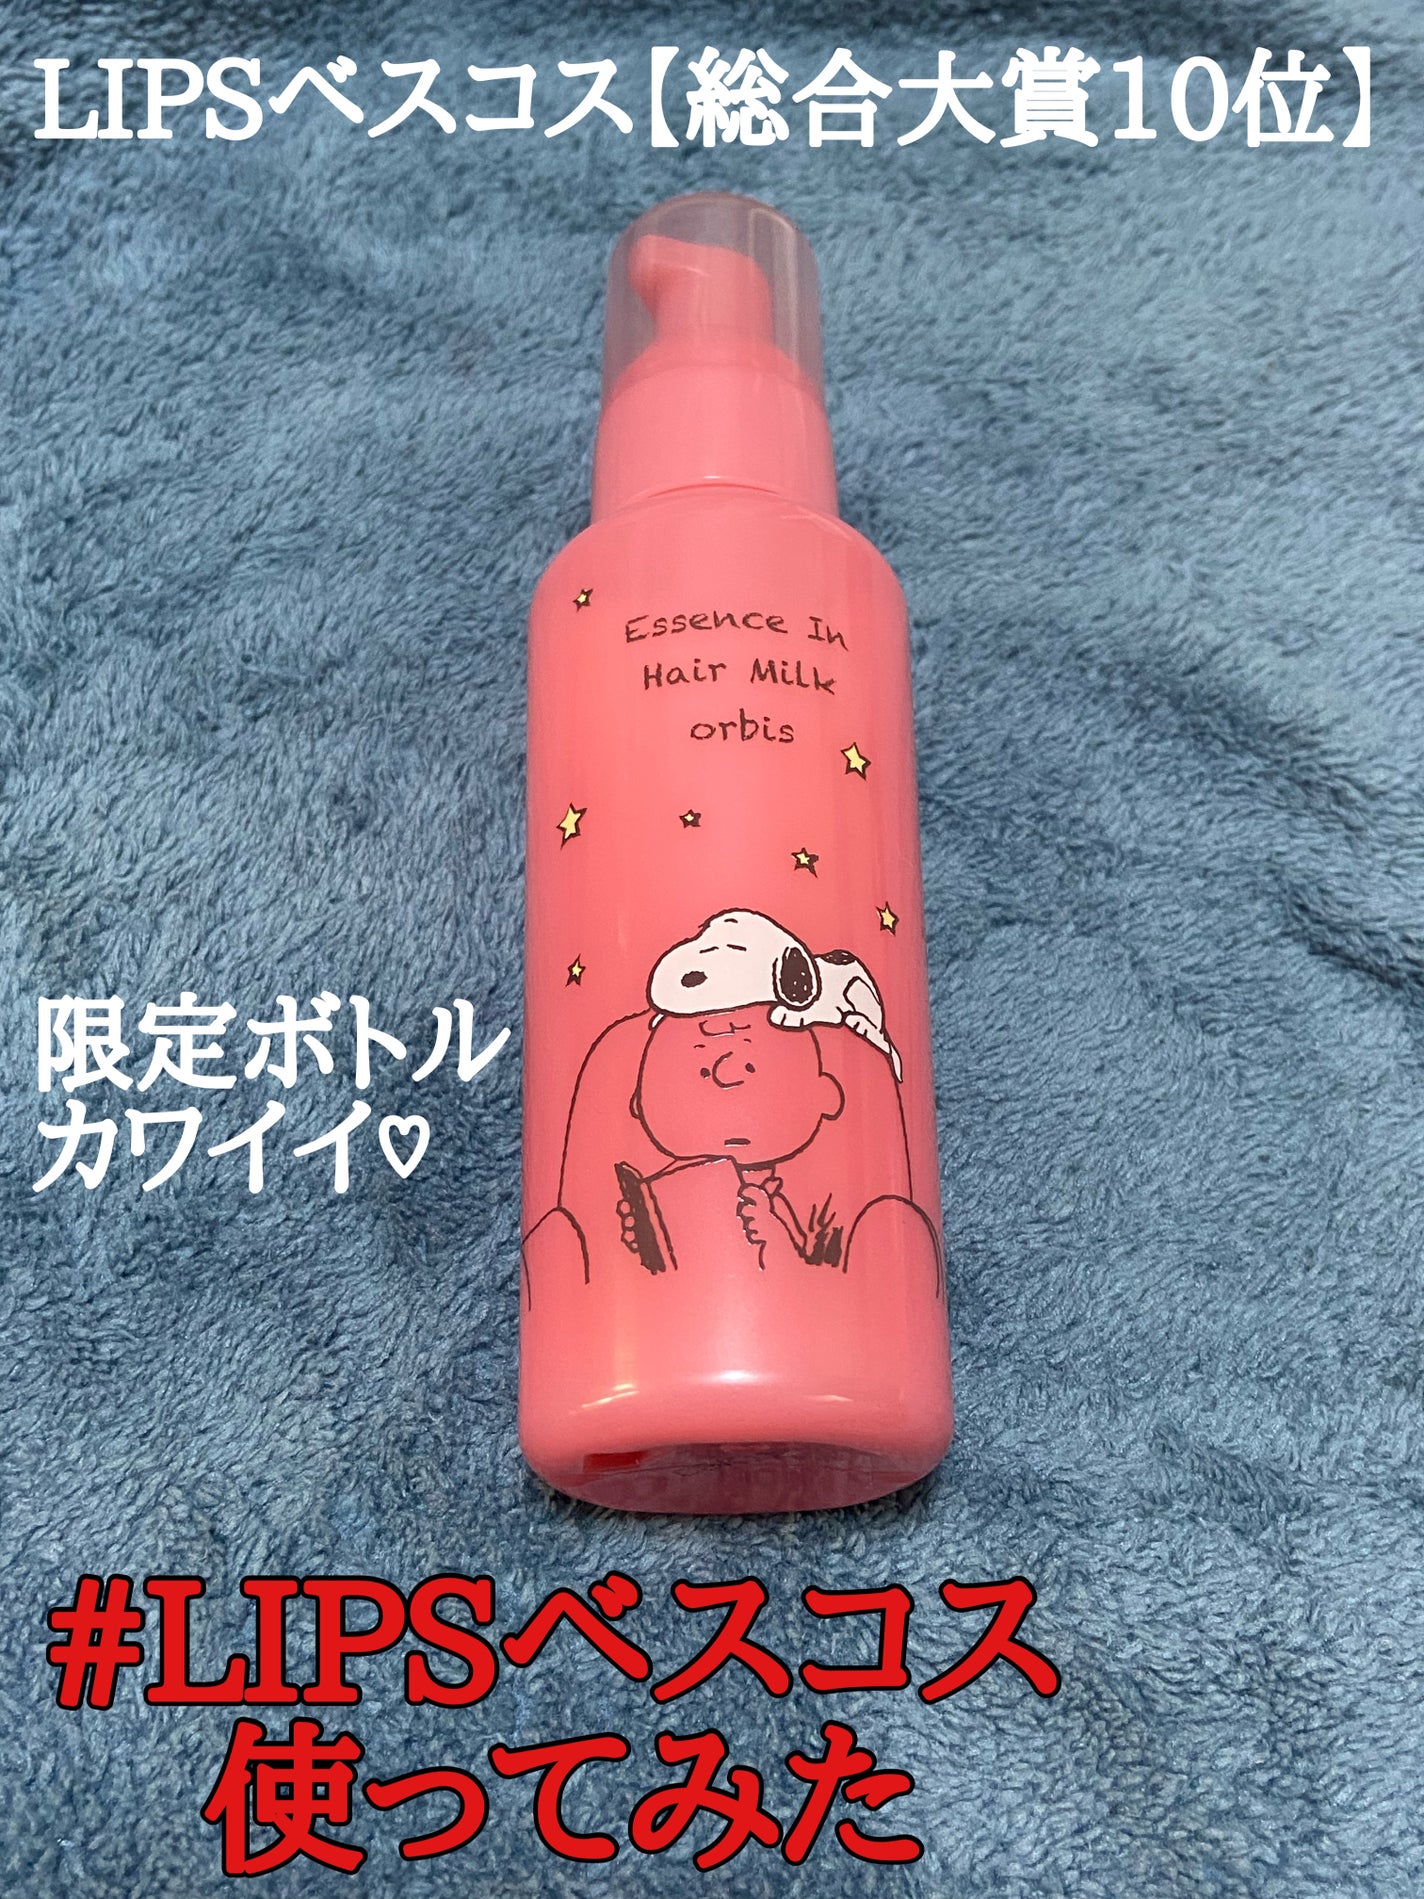 LIPSベスコス【総合大賞10位】
Essence In
Hair Milk
orbis
限定ボトル
カワイイ♡
#LIPSベスコス
使ってみた